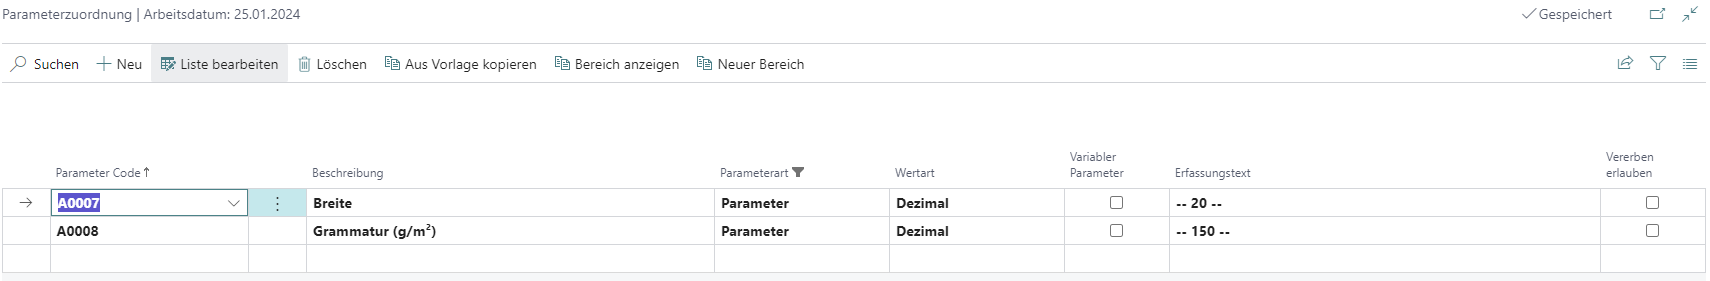 Parameterzuordnung | Arbeitsdatum: 25.01.2024 Gespeichert
Suchen Neu Liste bearbeiten Löschen Aus Vorlage kopieren Bereich anzeigen Neuer Bereich
Parameter Code↑ Beschreibung Parameterart Wertart Variabler Parameter Erfassungstext Vererben erlauben
A0007 Breite Parameter Dezimal -- 20 --
A0008 Grammatur (g/m²) Parameter Dezimal -- 150 --